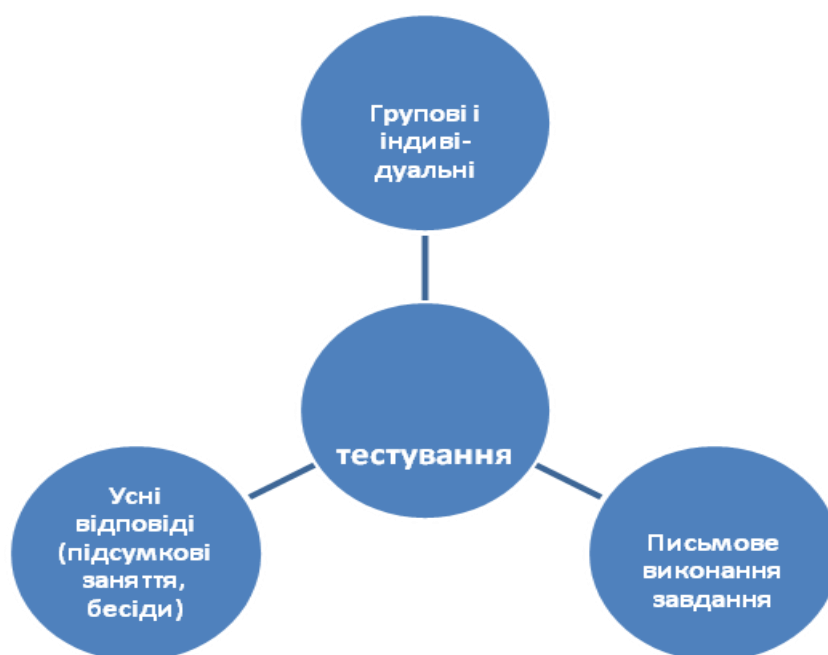 Групові і
індиві-
дуальні
тестування
Усні
відповіді
(підсумкові
заняття,
бесіди)
Письмове
виконання
завдання